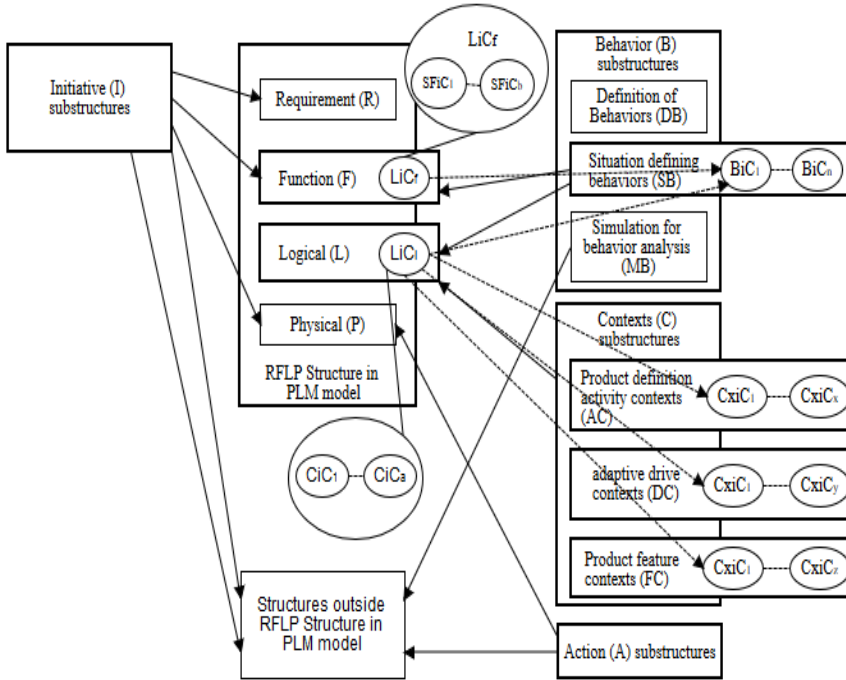 Initiative (I)
substructures
Requirement (R)
Function (F)
LiCf
Logical (L)
LiCl
Physical (P)
RFLP Structure in
PLM model
LiCf
SFiC1
SFiCb
CiC1
CiCa
Structures outside
RFLP Structure in
PLM model
Behavior (B)
substructures
Definition of
Behaviors (DB)
Situation defining
behaviors (SB)
BiC1
BiCn
Simulation for
behavior analysis
(MB)
Contexts (C)
substructures
Product definition
activity contexts
(AC)
CxiC1
CxiCx
adaptive drive
contexts (DC)
CxiC1
CxiCy
Product feature
contexts (FC)
CxiC1
CxiCz
Action (A) substructures